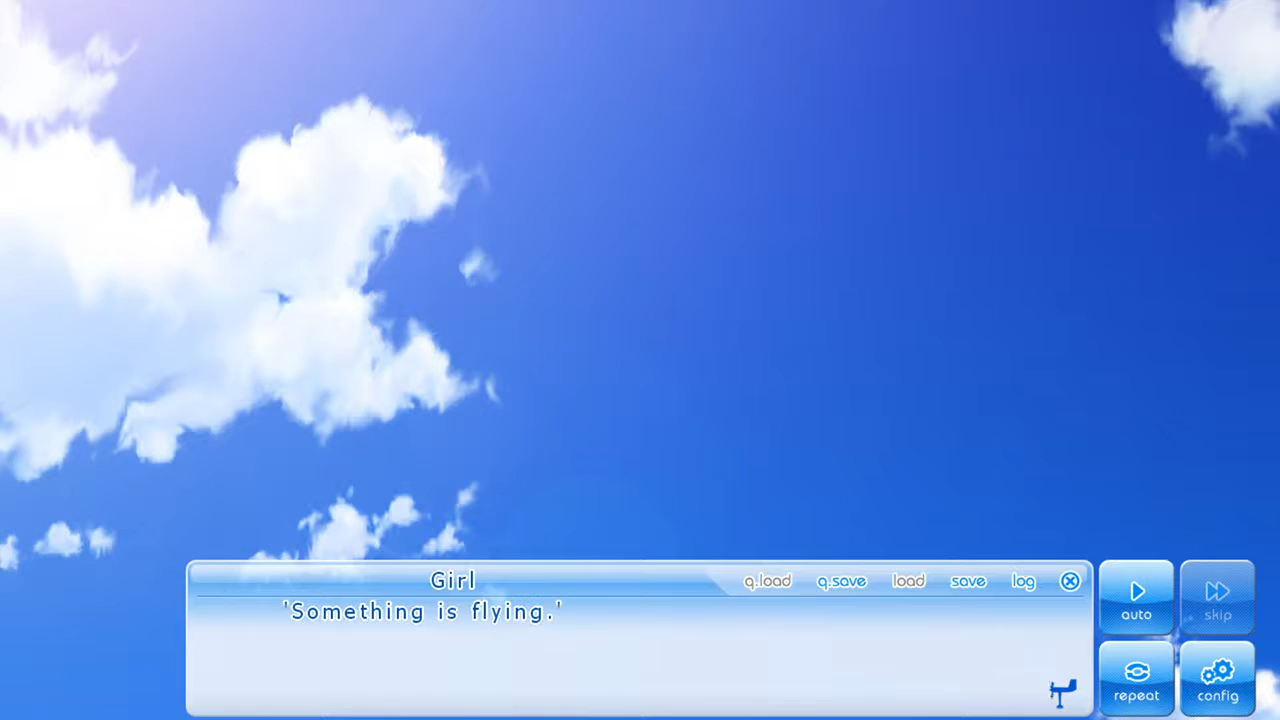 Girl
q.load q.save load save log
'Something is flying.'
auto
skip
repeat
config